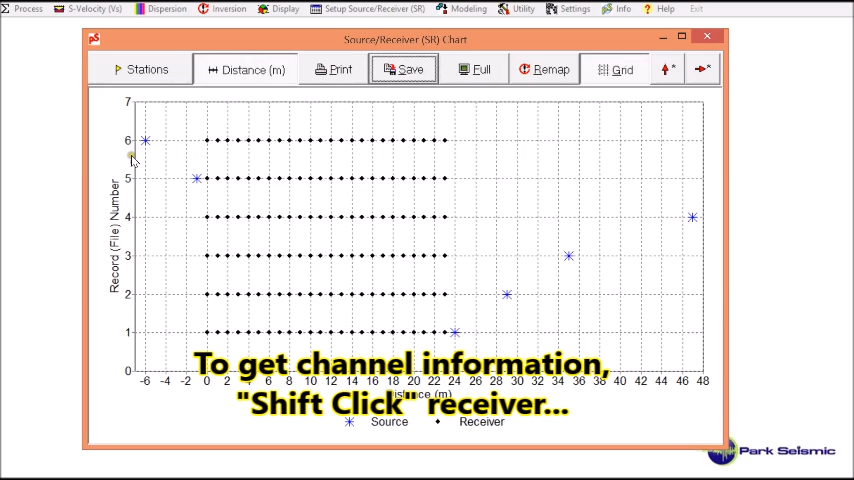 Process S-Velocity (Vs) Dispersion Inversion Display Setup Source/Receiver (SR) Modeling Utility Settings Info Help Exit
pS Source/Receiver (SR) Chart
Stations Distance (m) Print Save Full Remap Grid * *
7
6
5
4
3
2
1
0
Record (File) Number
-6 -4 -2 0 2 4 6 8 10 12 14 16 18 20 22 24 26 28 30 32 34 36 38 40 42 44 46 48
Distance (m)
To get channel information,
"Shift Click" receiver...
Source Receiver
Park Seismic